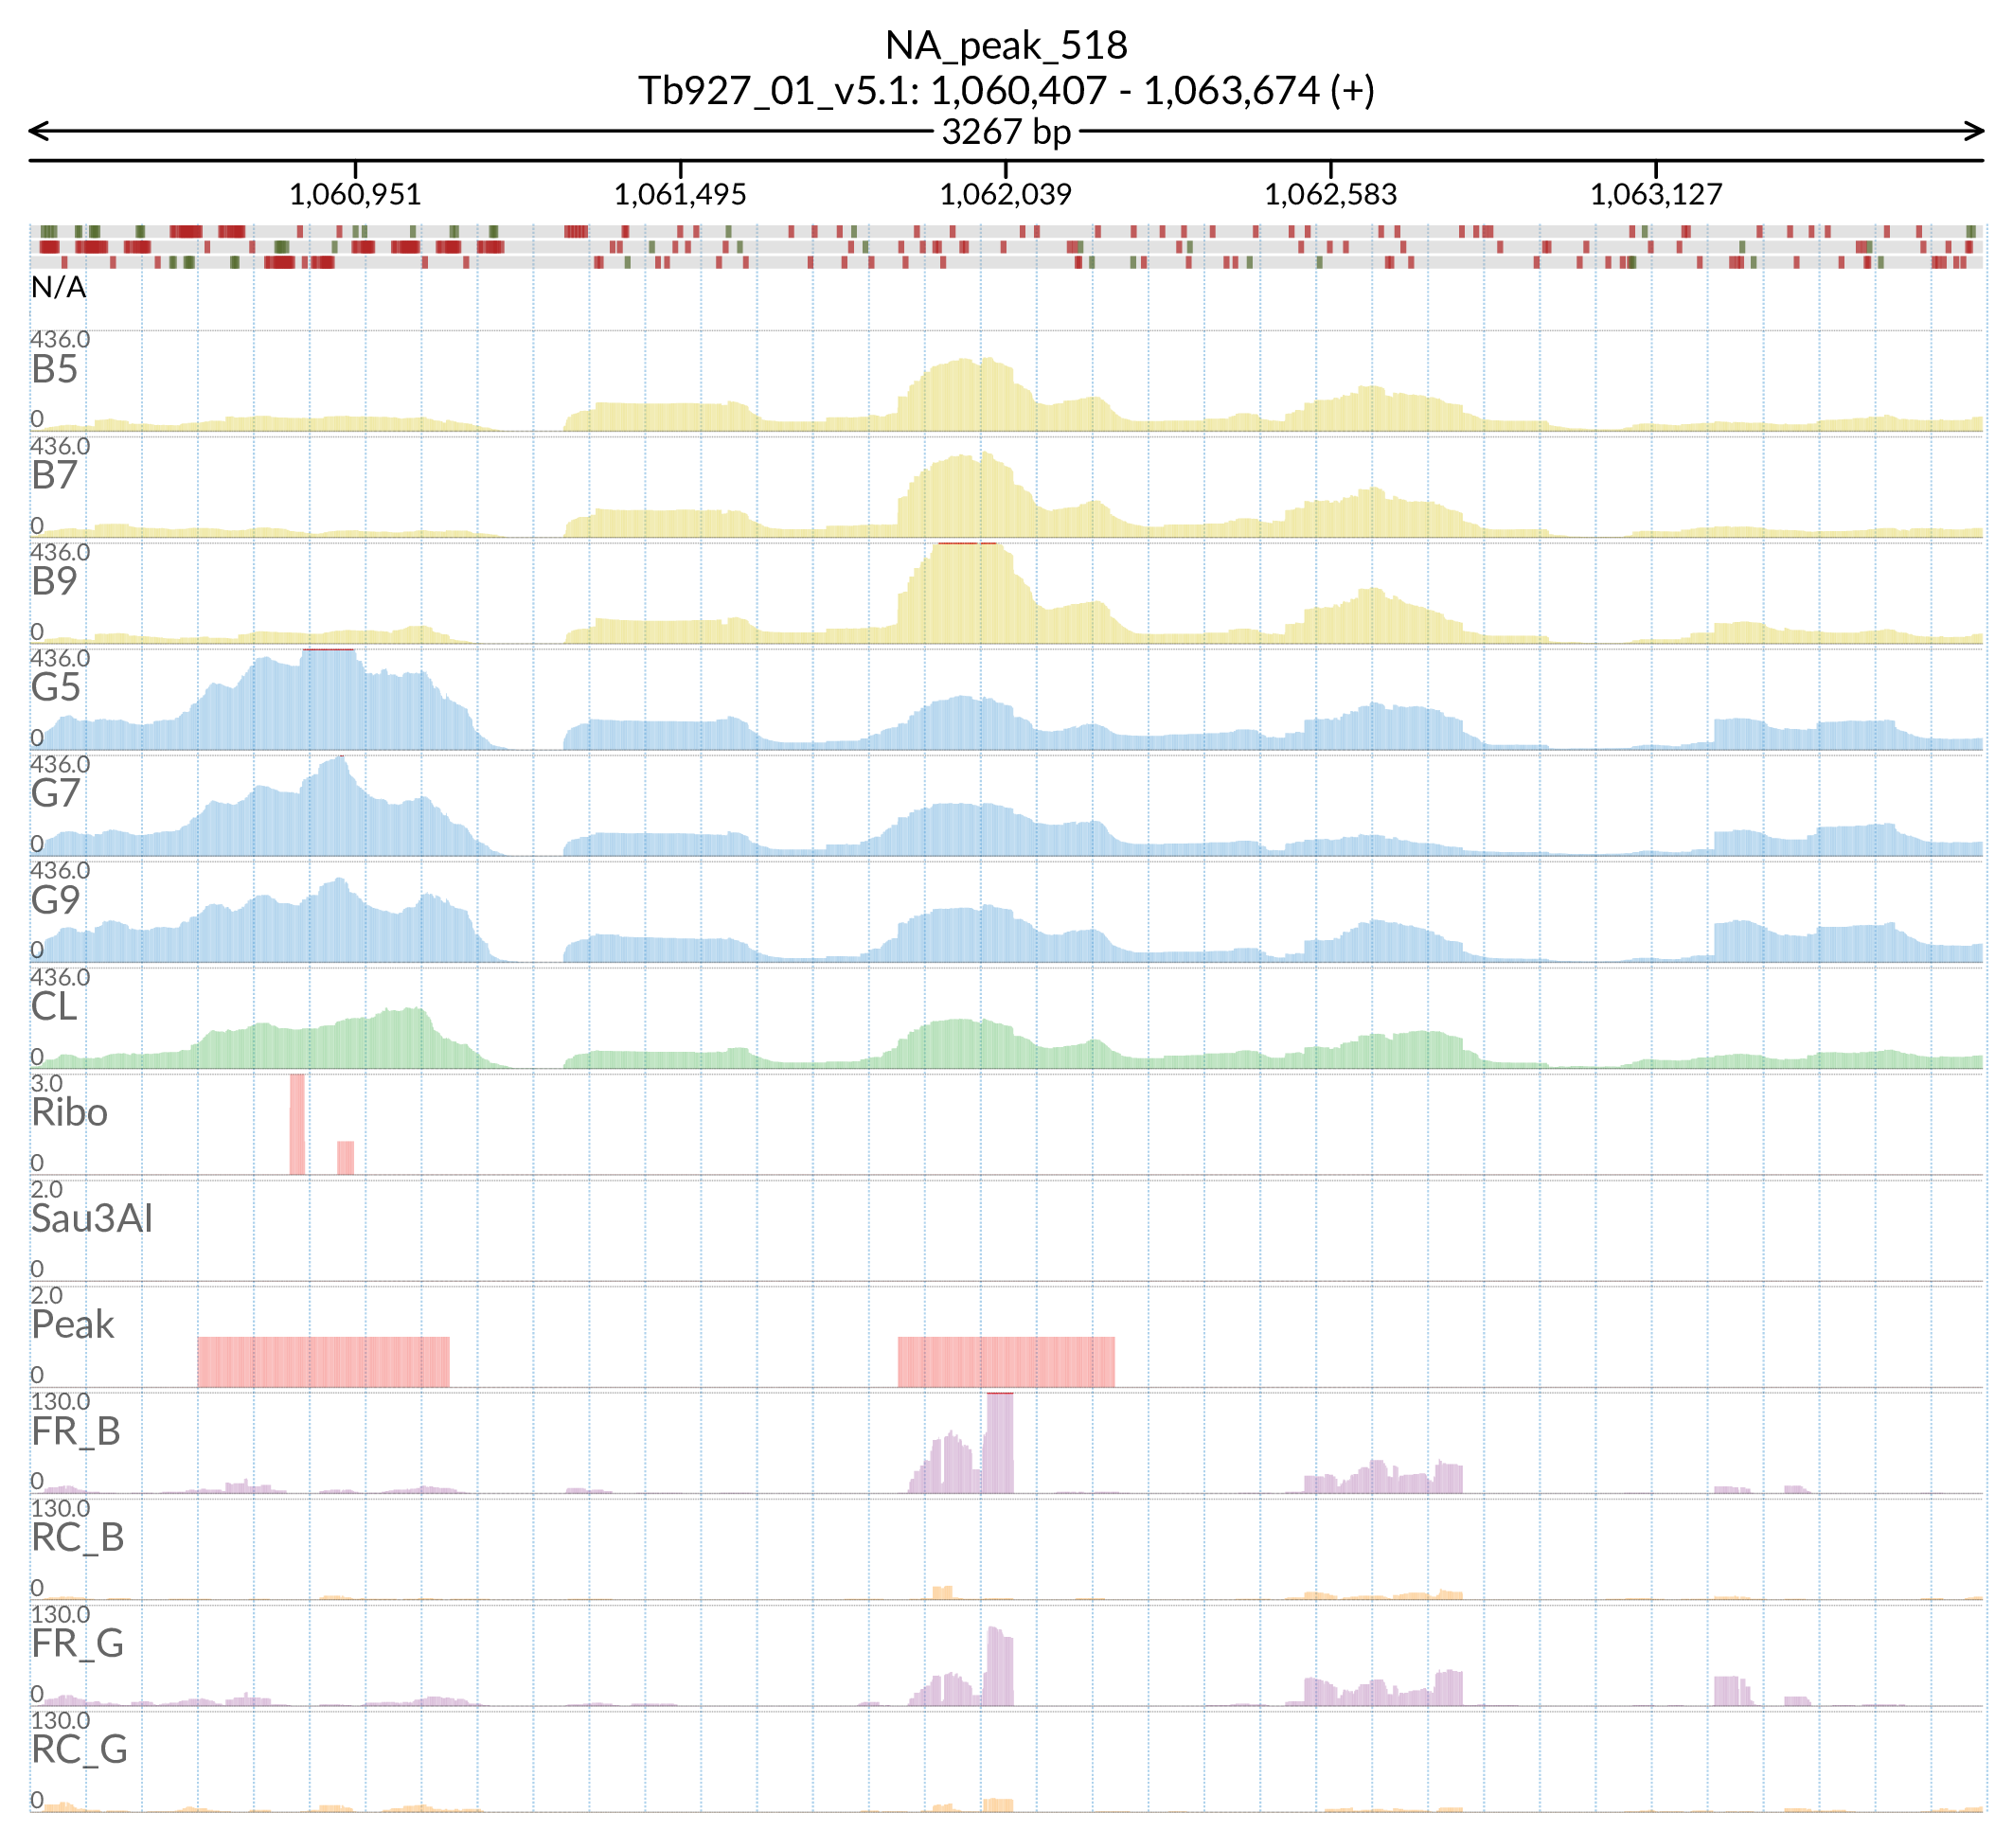 NA_peak_518
Tb927_01_v5.1: 1,060,407 - 1,063,674 (+)
3267 bp
1,060,951 1,061,495 1,062,039 1,062,583 1,063,127
N/A
436.0
B5
0
436.0
B7
0
436.0
B9
0
436.0
G5
0
436.0
G7
0
436.0
G9
0
436.0
CL
0
3.0
Ribo
0
2.0
Sau3AI
0
2.0
Peak
0
130.0
FR_B
0
130.0
RC_B
0
130.0
FR_G
0
130.0
RC_G
0